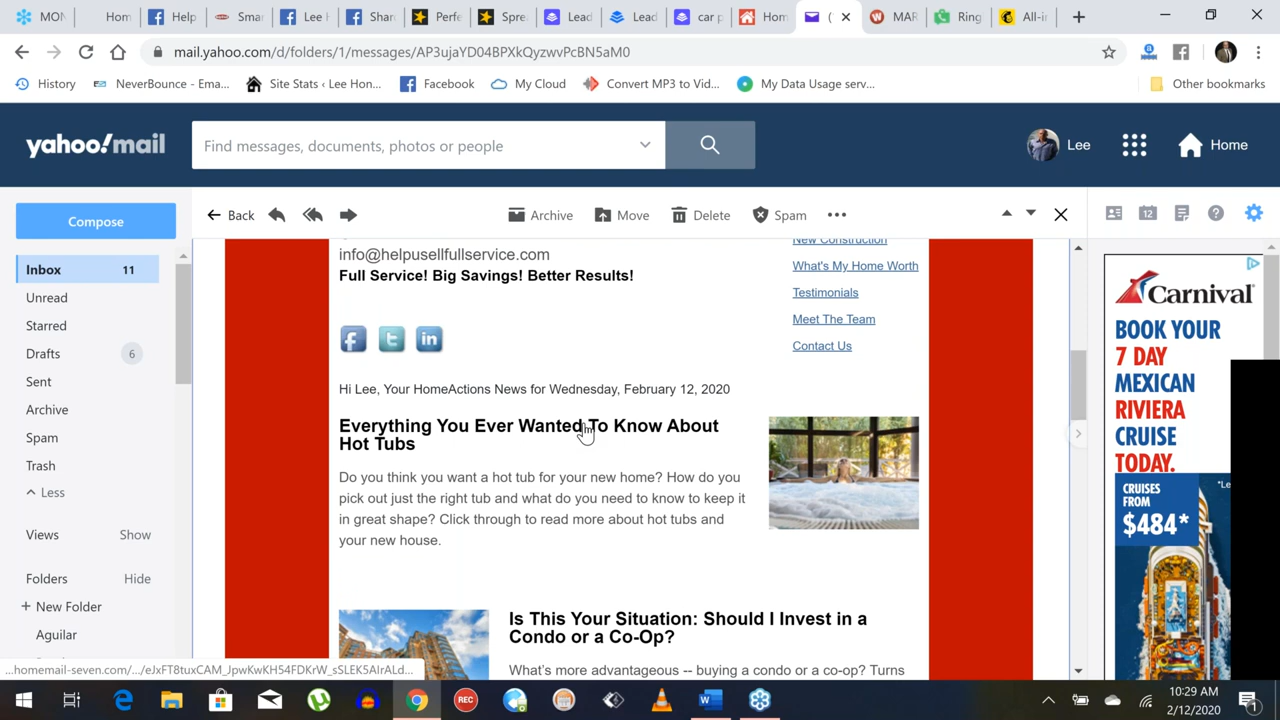 MON
Hom
Help
Smar
Lee H
Shar
Perfe
Spre
Lead
Lead
car p
Hom
(
MAR
Ring
All-i
mail.yahoo.com/d/folders/1/messages/AP3ujaYD04BPXkQyzwvPcBN5aM0
History
NeverBounce - Ema...
Site Stats ‹ Lee Hon...
Facebook
My Cloud
Convert MP3 to Vid...
My Data Usage serv...
Other bookmarks
yahoo!mail
Find messages, documents, photos or people
Lee
Home
Compose
Back
Archive
Move
Delete
Spam
12
Inbox 11
Unread
Starred
Drafts 6
Sent
Archive
Spam
Trash
Less
Views Show
Folders Hide
+ New Folder
Aguilar
info@helpusellfullservice.com
Full Service! Big Savings! Better Results!
New Construction
What's My Home Worth
Testimonials
Meet The Team
Contact Us
Hi Lee, Your HomeActions News for Wednesday, February 12, 2020
Everything You Ever Wanted To Know About
Hot Tubs
Do you think you want a hot tub for your new home? How do you
pick out just the right tub and what do you need to know to keep it
in great shape? Click through to read more about hot tubs and
your new house.
Is This Your Situation: Should I Invest in a
Condo or a Co-Op?
What's more advantageous -- buying a condo or a co-op? Turns
Carnival
BOOK YOUR
7 DAY
MEXICAN
RIVIERA
CRUISE
TODAY.
CRUISES
FROM
$484*
*Le
...homemail-seven.com/.../eJxFT8tuxCAM_JpwKwKH54FDKrW_sSLEK5AIrALd...
REC
10:29 AM
2/12/2020
1